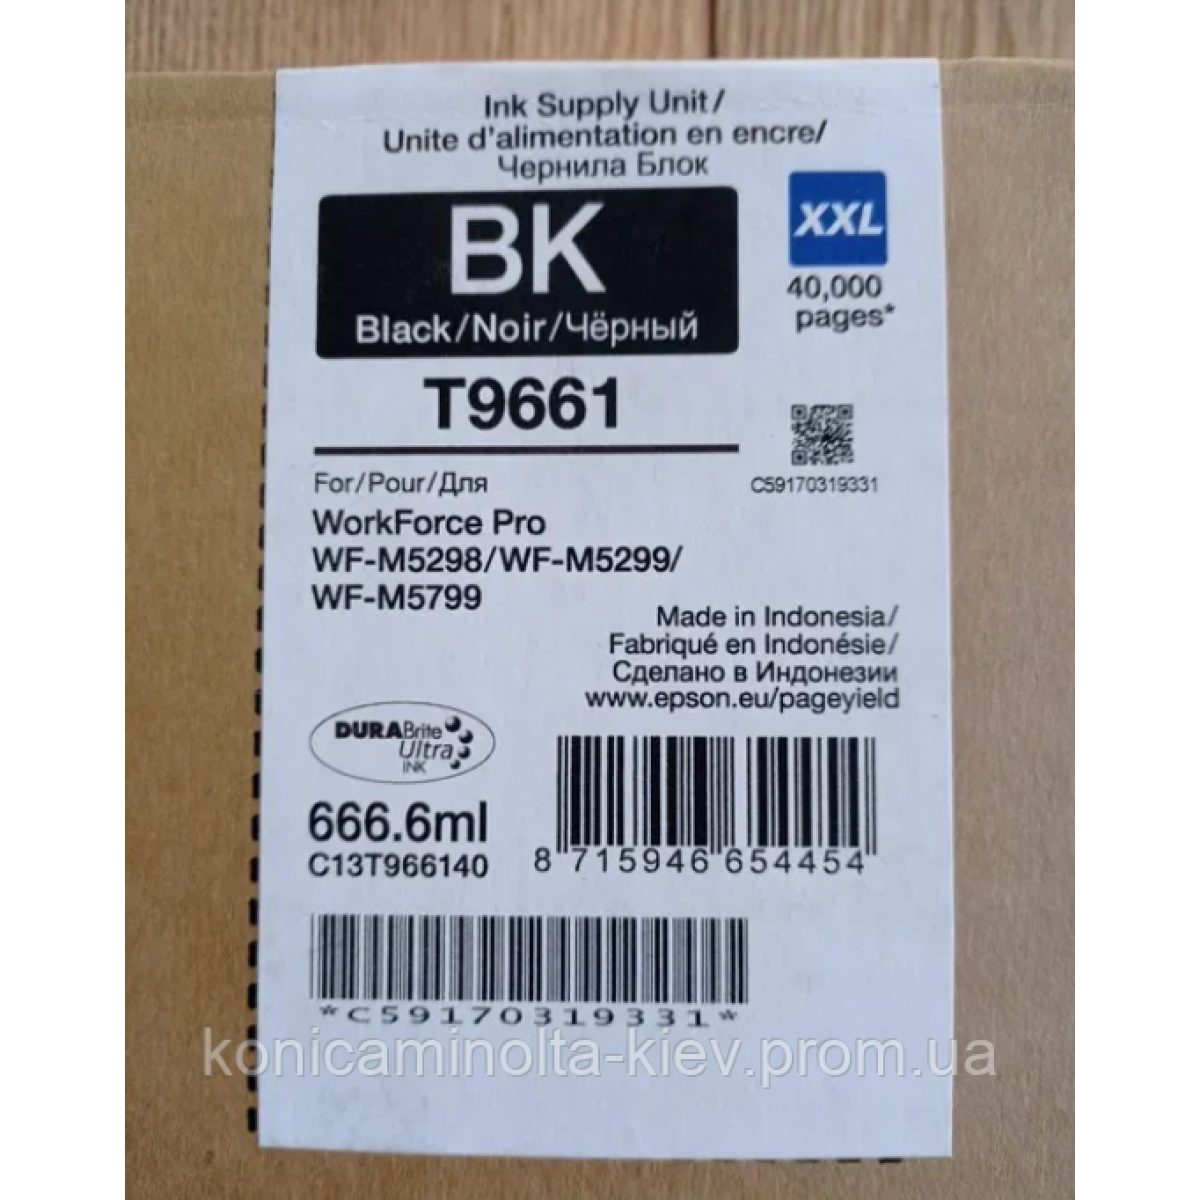 Ink Supply Unit/
Unite d'alimentation en encre/
Чернила Блок
BK
Black/Noir/Чёрный
XXL
40,000
pages*
T9661
C59170319331
For/Pour/Для
WorkForce Pro
WF-M5298/WF-M5299/
WF-M5799
Made in Indonesia/
Fabriqué en Indonésie/
Сделано в Индонезии
www.epson.eu/pageyield
DURABrite
Ultra
INK
666.6ml
C13T966140
8 715946 654454
*C59170319331*
konicaminolta-kiev.prom.ua